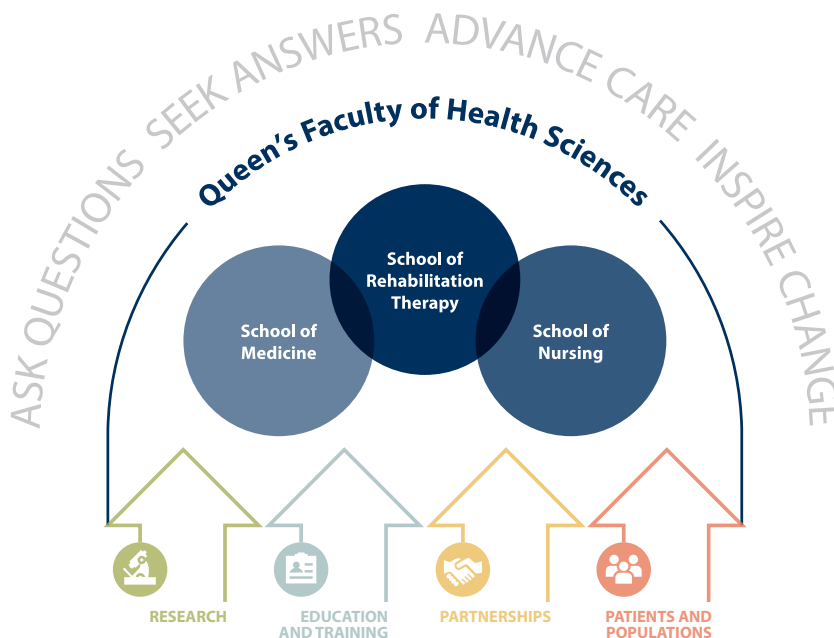 ASK QUESTIONS SEEK ANSWERS ADVANCE CARE INSPIRE CHANGE
Queen's Faculty of Health Sciences
School of
Rehabilitation
Therapy
School of
Medicine
School of
Nursing
RESEARCH
EDUCATION
AND TRAINING
PARTNERSHIPS
PATIENTS AND
POPULATIONS